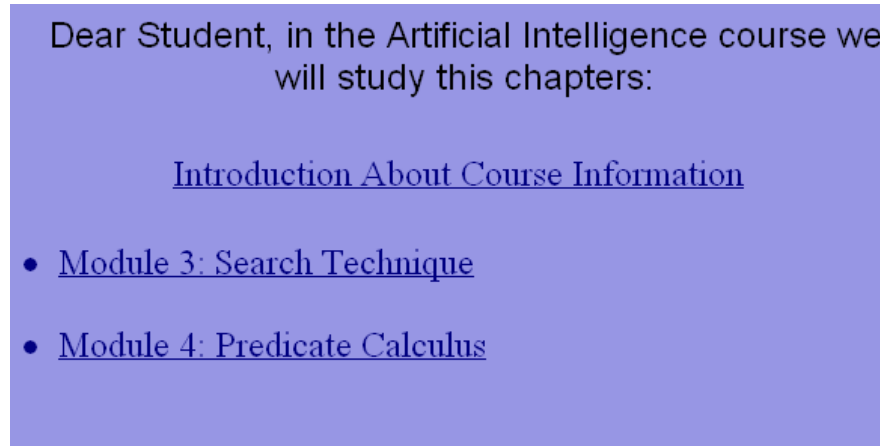 Dear Student, in the Artificial Intelligence course we
will study this chapters:
Introduction About Course Information
• Module 3: Search Technique
• Module 4: Predicate Calculus